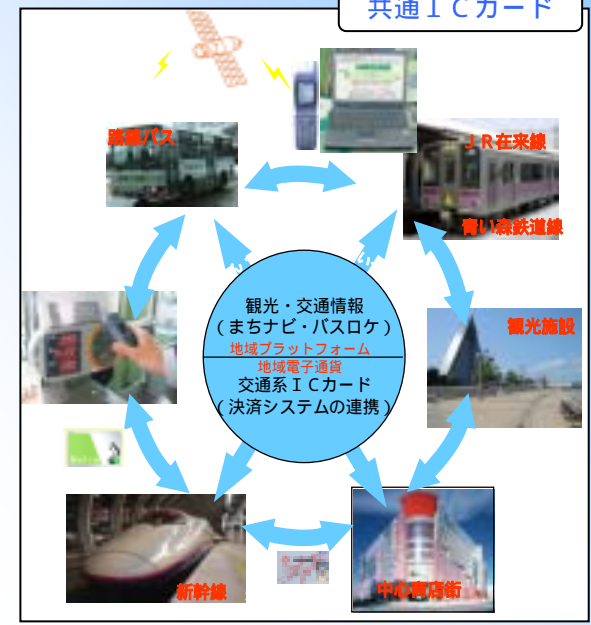 共通ＩＣカード
路線バス
ＪＲ在来線
青い森鉄道線
観光・交通情報
（まちナビ・バスロケ）
地域プラットフォーム
地域電子通貨
交通系ＩＣカード
（決済システムの連携）
観光施設
新幹線
中心商店街